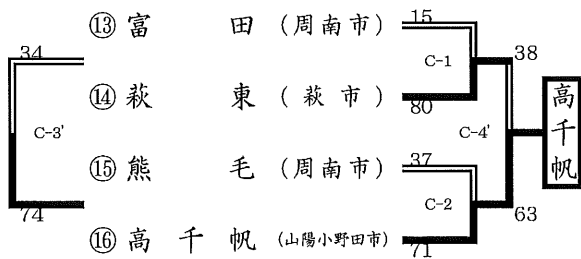 ⑬ 富田 (周南市) 15
34 C-1 38
⑭ 萩東 (萩市) 80
C-3' C-4' 高千帆
⑮ 熊毛 (周南市) 37
74 C-2 63
⑯ 高千帆 (山陽小野田市) 71